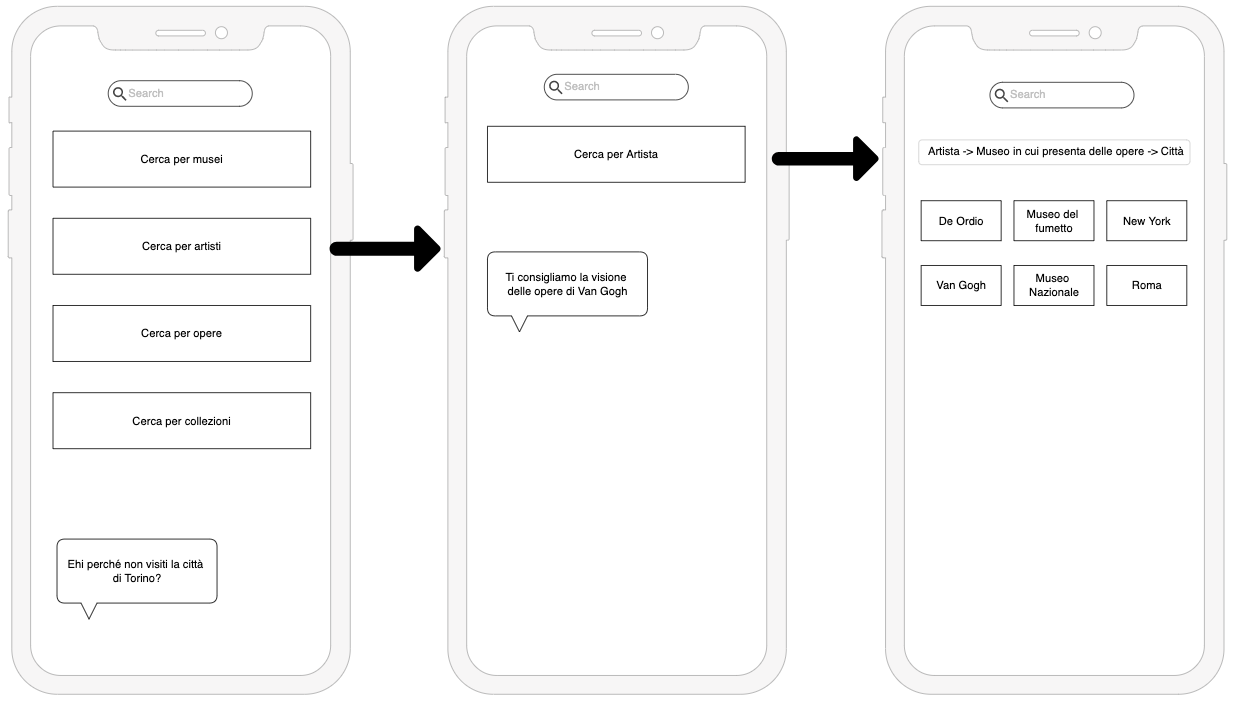 Search
Cerca per musei
Cerca per artisti
Cerca per opere
Cerca per collezioni
Ehi perché non visiti la città
di Torino?
Search
Cerca per Artista
Ti consigliamo la visione
delle opere di Van Gogh
Search
Artista -> Museo in cui presenta delle opere -> Città
De Ordio
Museo del
fumetto
New York
Van Gogh
Museo
Nazionale
Roma